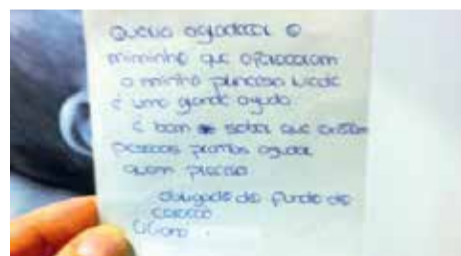 Queria agradecer o
miminho que ofereceram
a minha princesa
é uma grande ajuda.
É bom saber que existem
pessoas prontas ajudar
quem precisa
obrigada do fundo do
coração